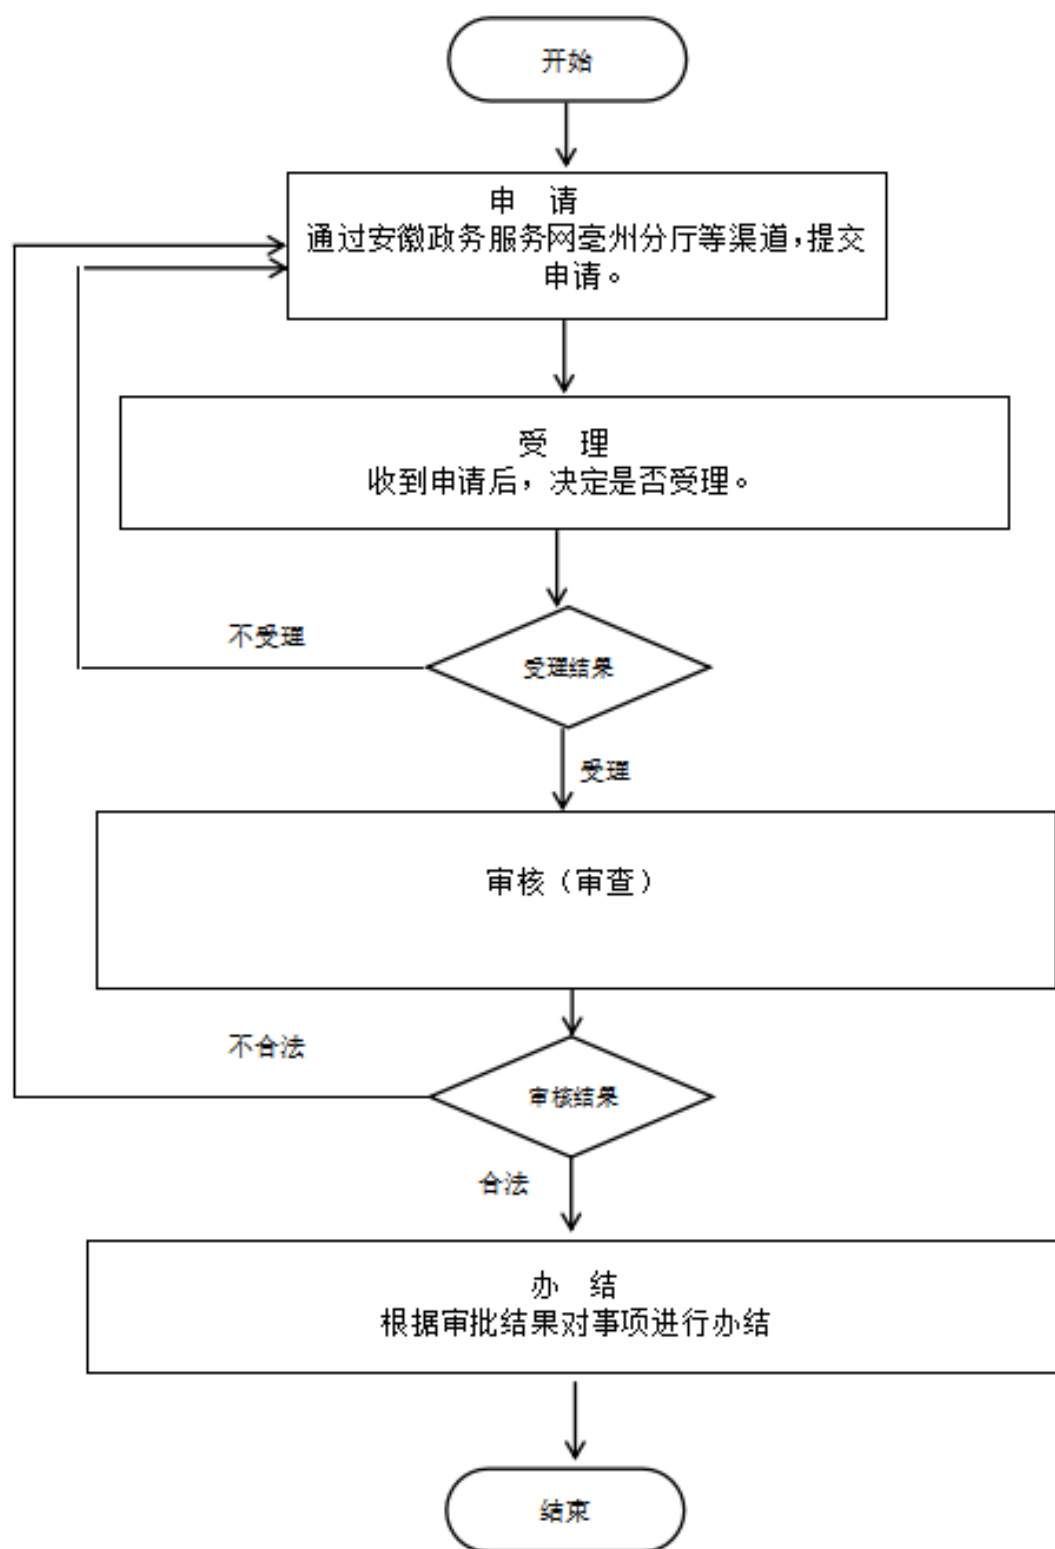 开始
申 请
通过安徽政务服务网亳州分厅等渠道,提交
申请。
受 理
收到申请后，决定是否受理。
不受理
受理结果
受理
审核（审查）
不合法
审核结果
合法
办 结
根据审批结果对事项进行办结
结束